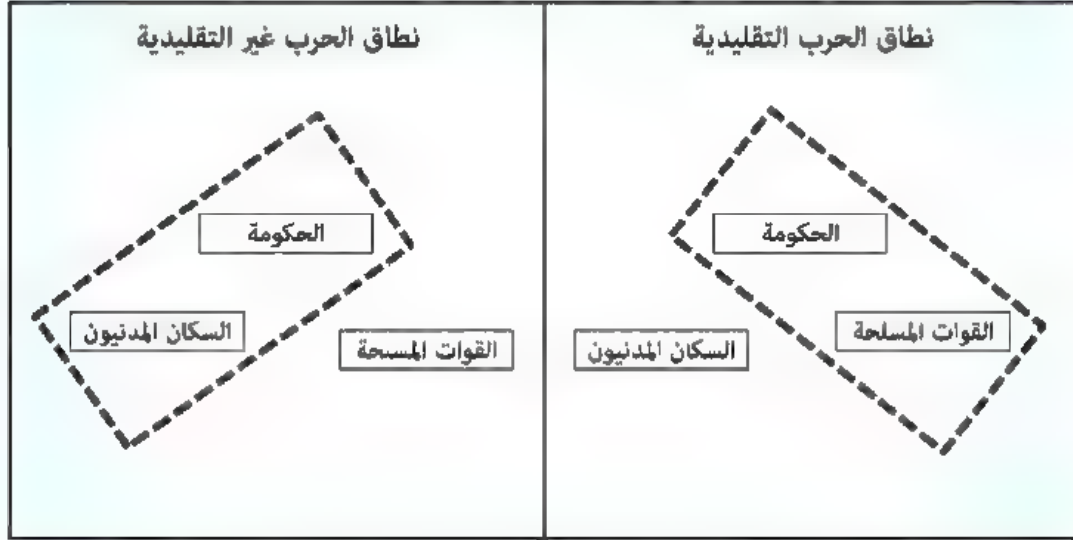 نطاق الحرب التقليدية
الحكومة
القوات المسلحة
السكان المدنيون
نطاق الحرب غير التقليدية
الحكومة
السكان المدنيون
القوات المسحة